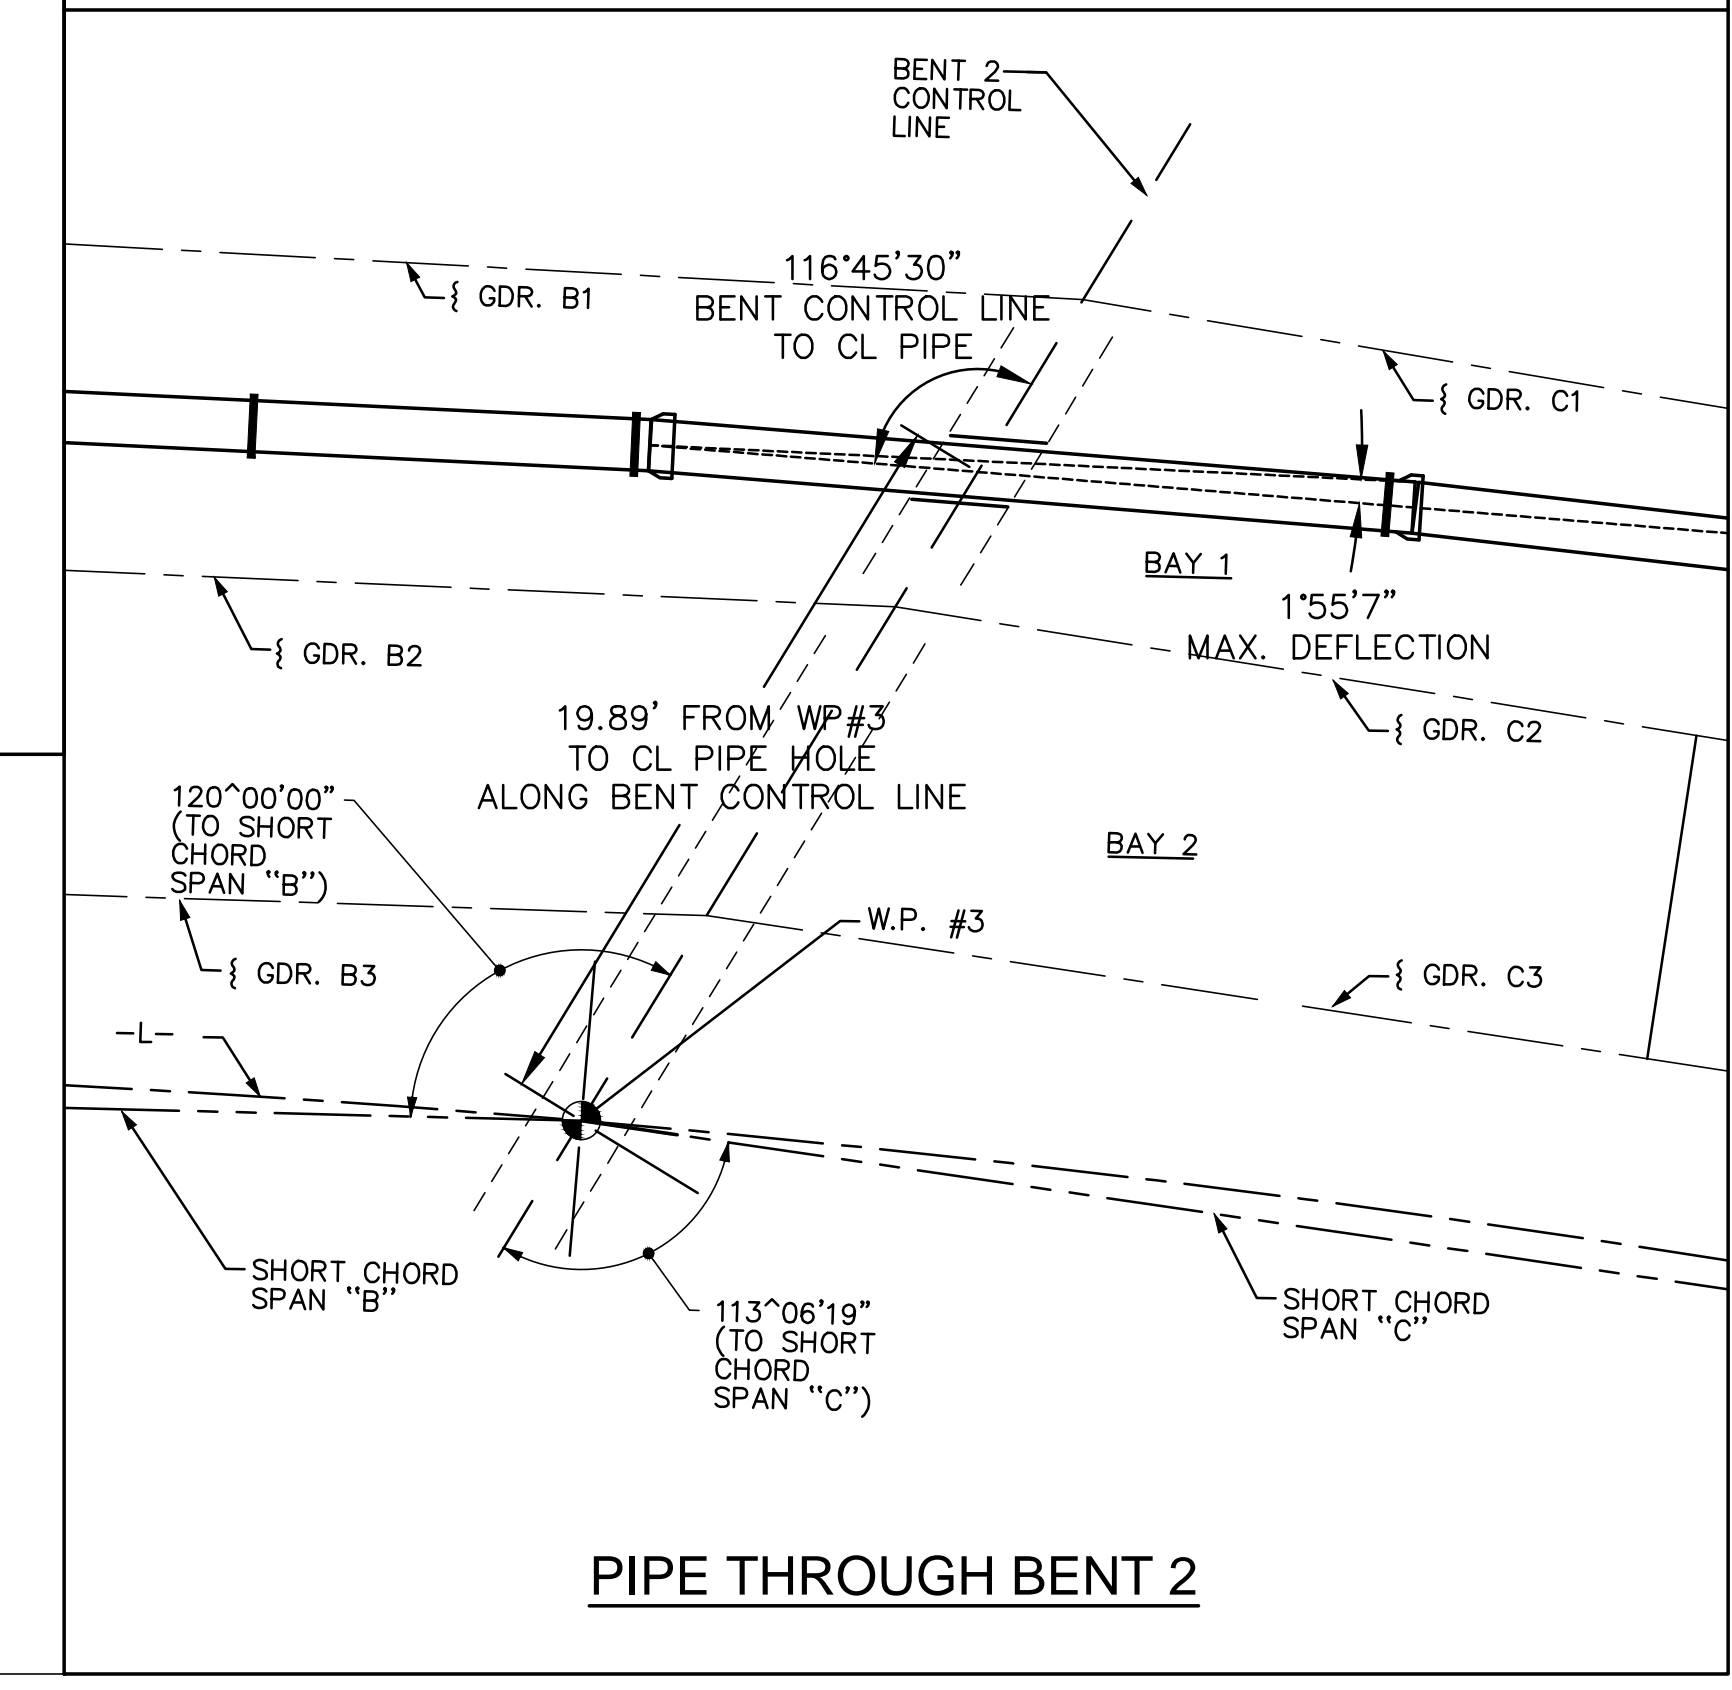 BENT 2
CONTROL
LINE
116°45'30"
BENT CONTROL LINE
TO CL PIPE
GDR. B1
GDR. C1
BAY 1
1°55'7"
MAX. DEFLECTION
GDR. B2
GDR. C2
19.89' FROM WP#3
TO CL PIPE HOLE
ALONG BENT CONTROL LINE
120^00'00"
(TO SHORT
CHORD
SPAN "B")
BAY 2
W.P. #3
GDR. B3
GDR. C3
-L-
SHORT CHORD
SPAN "B"
113^06'19"
(TO SHORT
CHORD
SPAN "C")
SHORT CHORD
SPAN "C"
PIPE THROUGH BENT 2